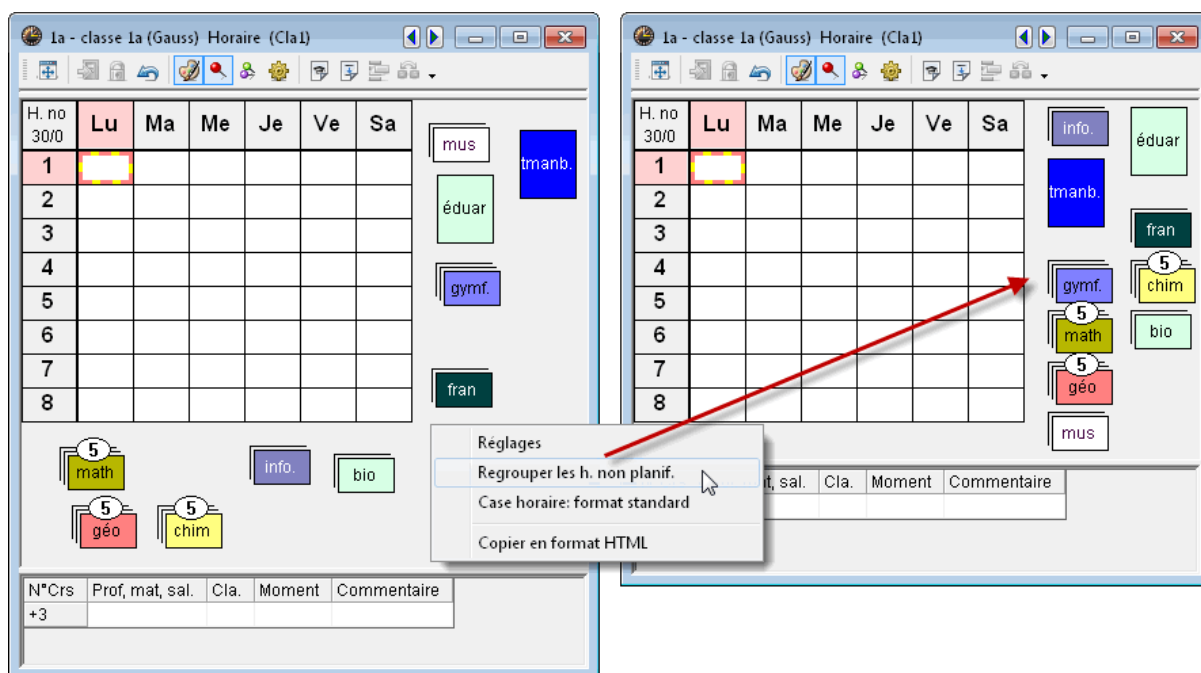 1a - classe 1a (Gauss) Horaire (Cla1)
H. no
30/0
Lu Ma Me Je Ve Sa
1
2
3
4
5
6
7
8
mus
tmanb.
éduar
gymf.
fran
5
math
info.
bio
5
géo
5
chim
N°Crs Prof, mat, sal. Cla. Moment Commentaire
+3
Réglages
Regrouper les h. non planif.
Case horaire: format standard
Copier en format HTML
1a - classe 1a (Gauss) Horaire (Cla1)
H. no
30/0
Lu Ma Me Je Ve Sa
1
2
3
4
5
6
7
8
info.
éduar
tmanb.
fran
gymf.
5
chim
5
math
bio
5
géo
mus
sal. Cla. Moment Commentaire